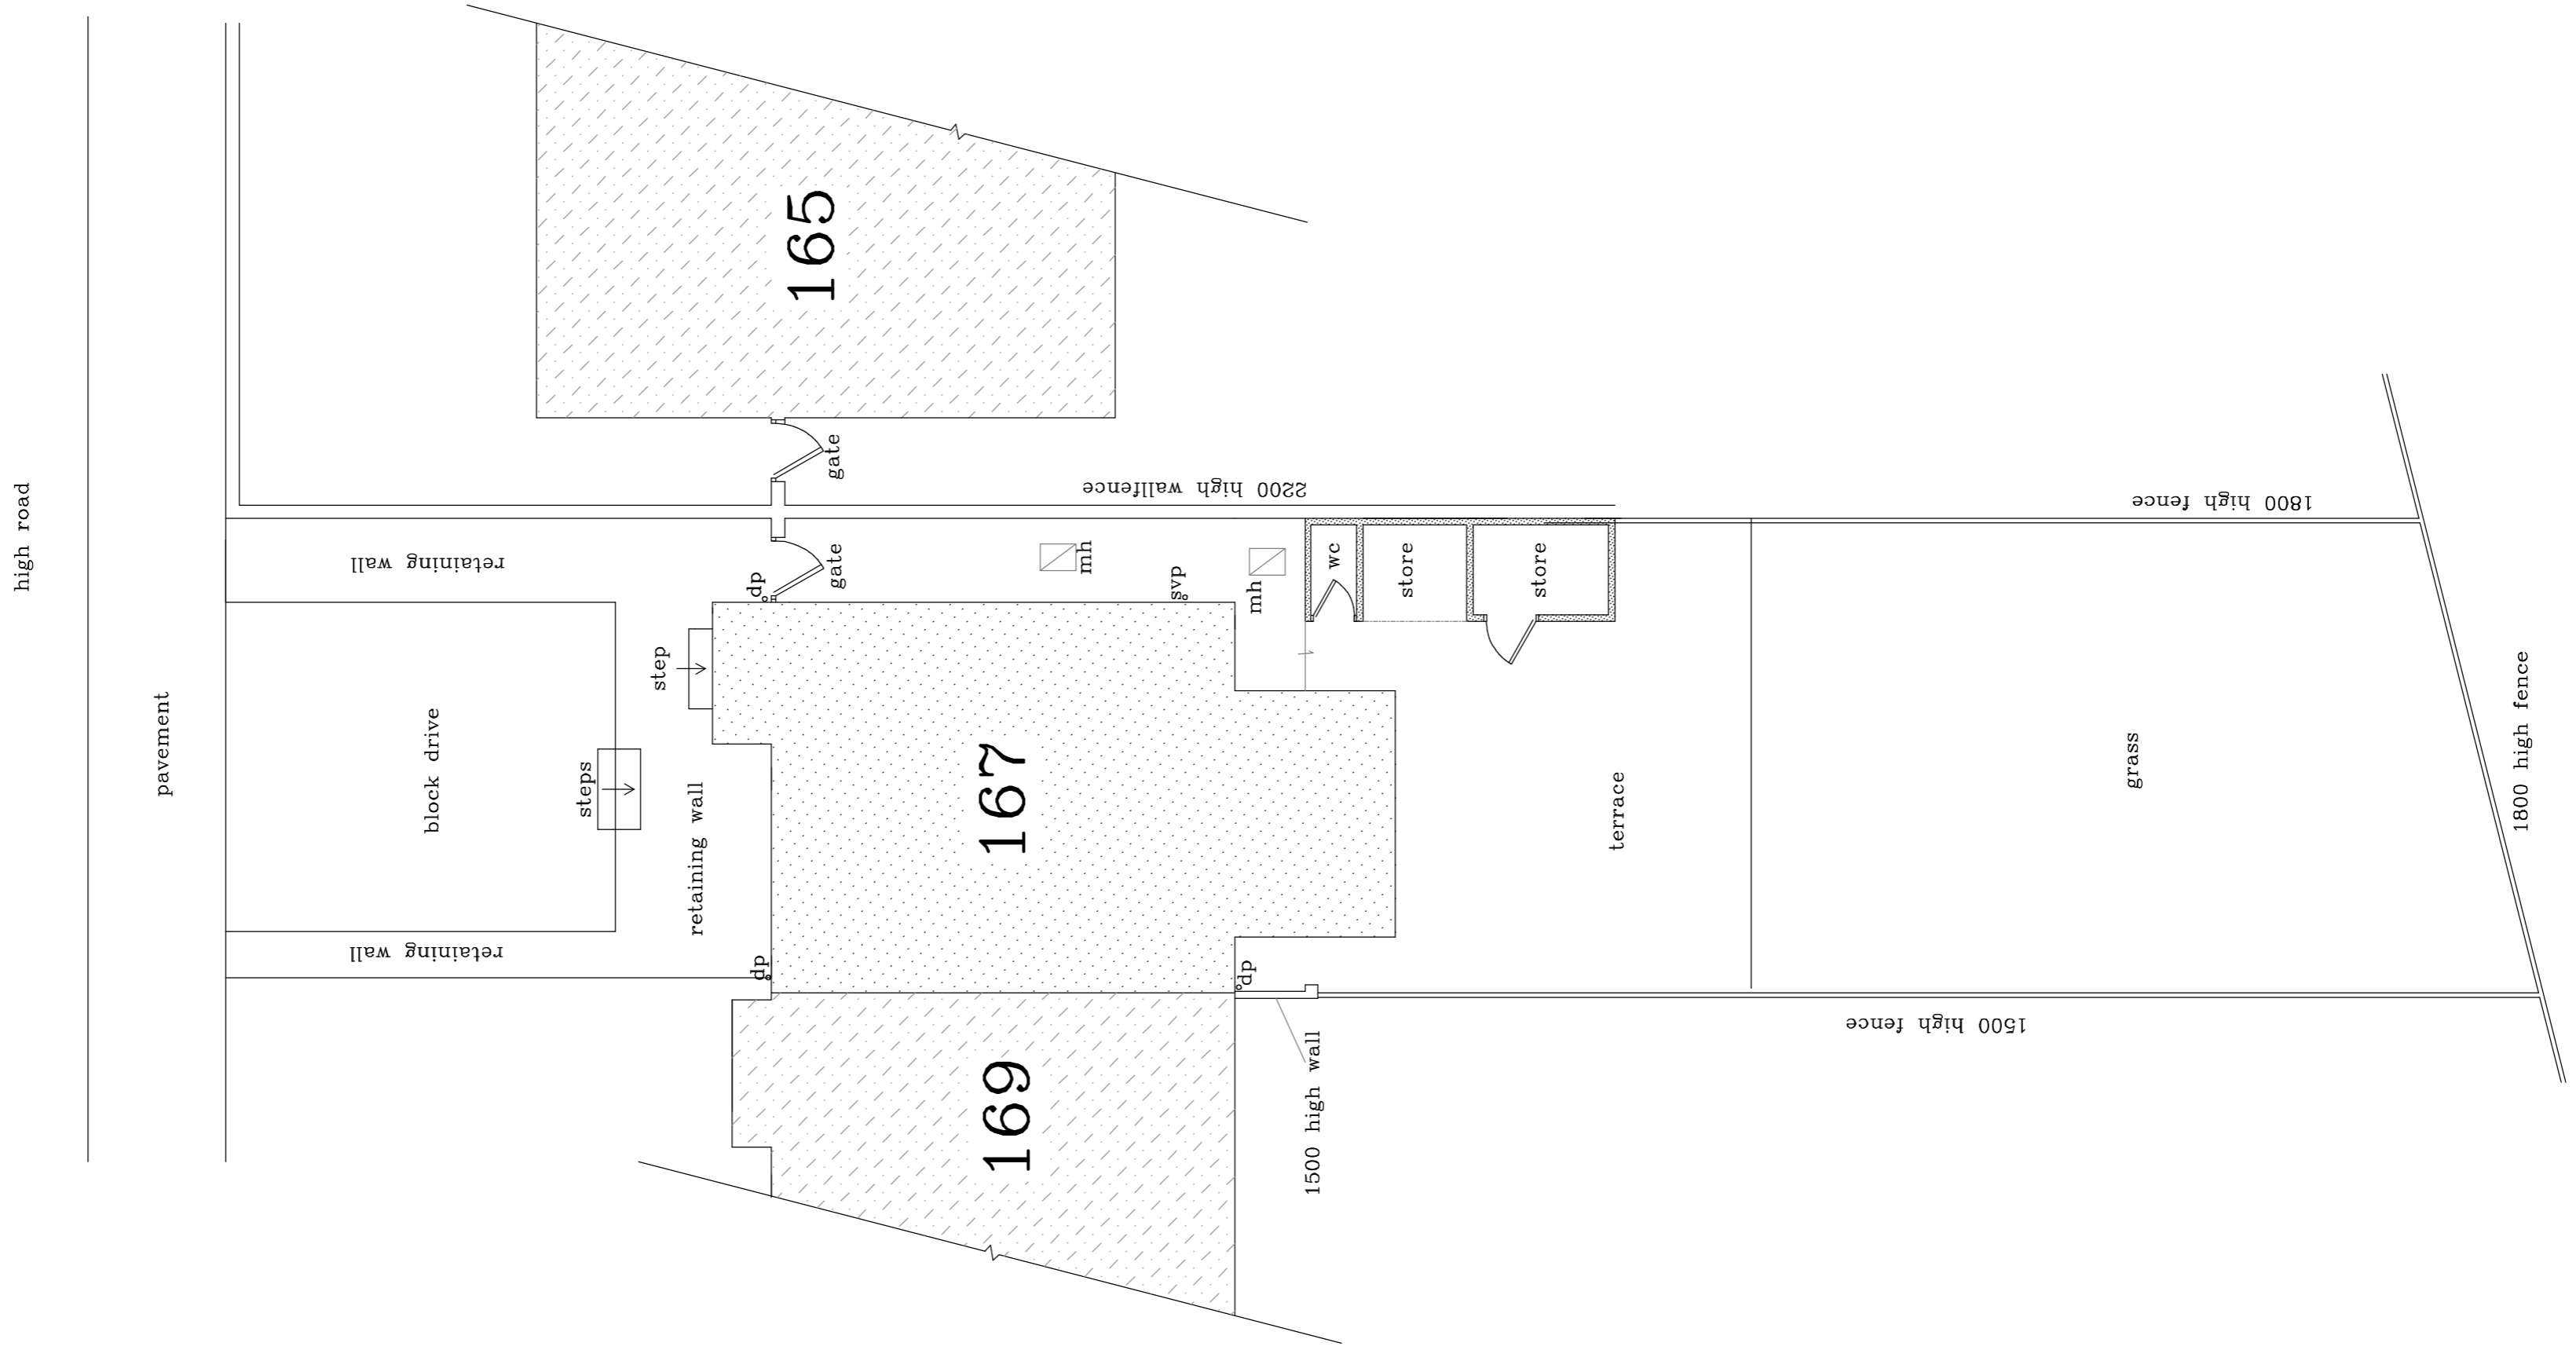 high road
pavement
block drive
retaining wall
retaining wall
steps
retaining wall
step
dp
dp
gate
gate
165
167
169
mh
svp
mh
dp
2200 high wallfence
1500 high wall
wc
store
store
terrace
1500 high fence
grass
1800 high fence
1800 high fence